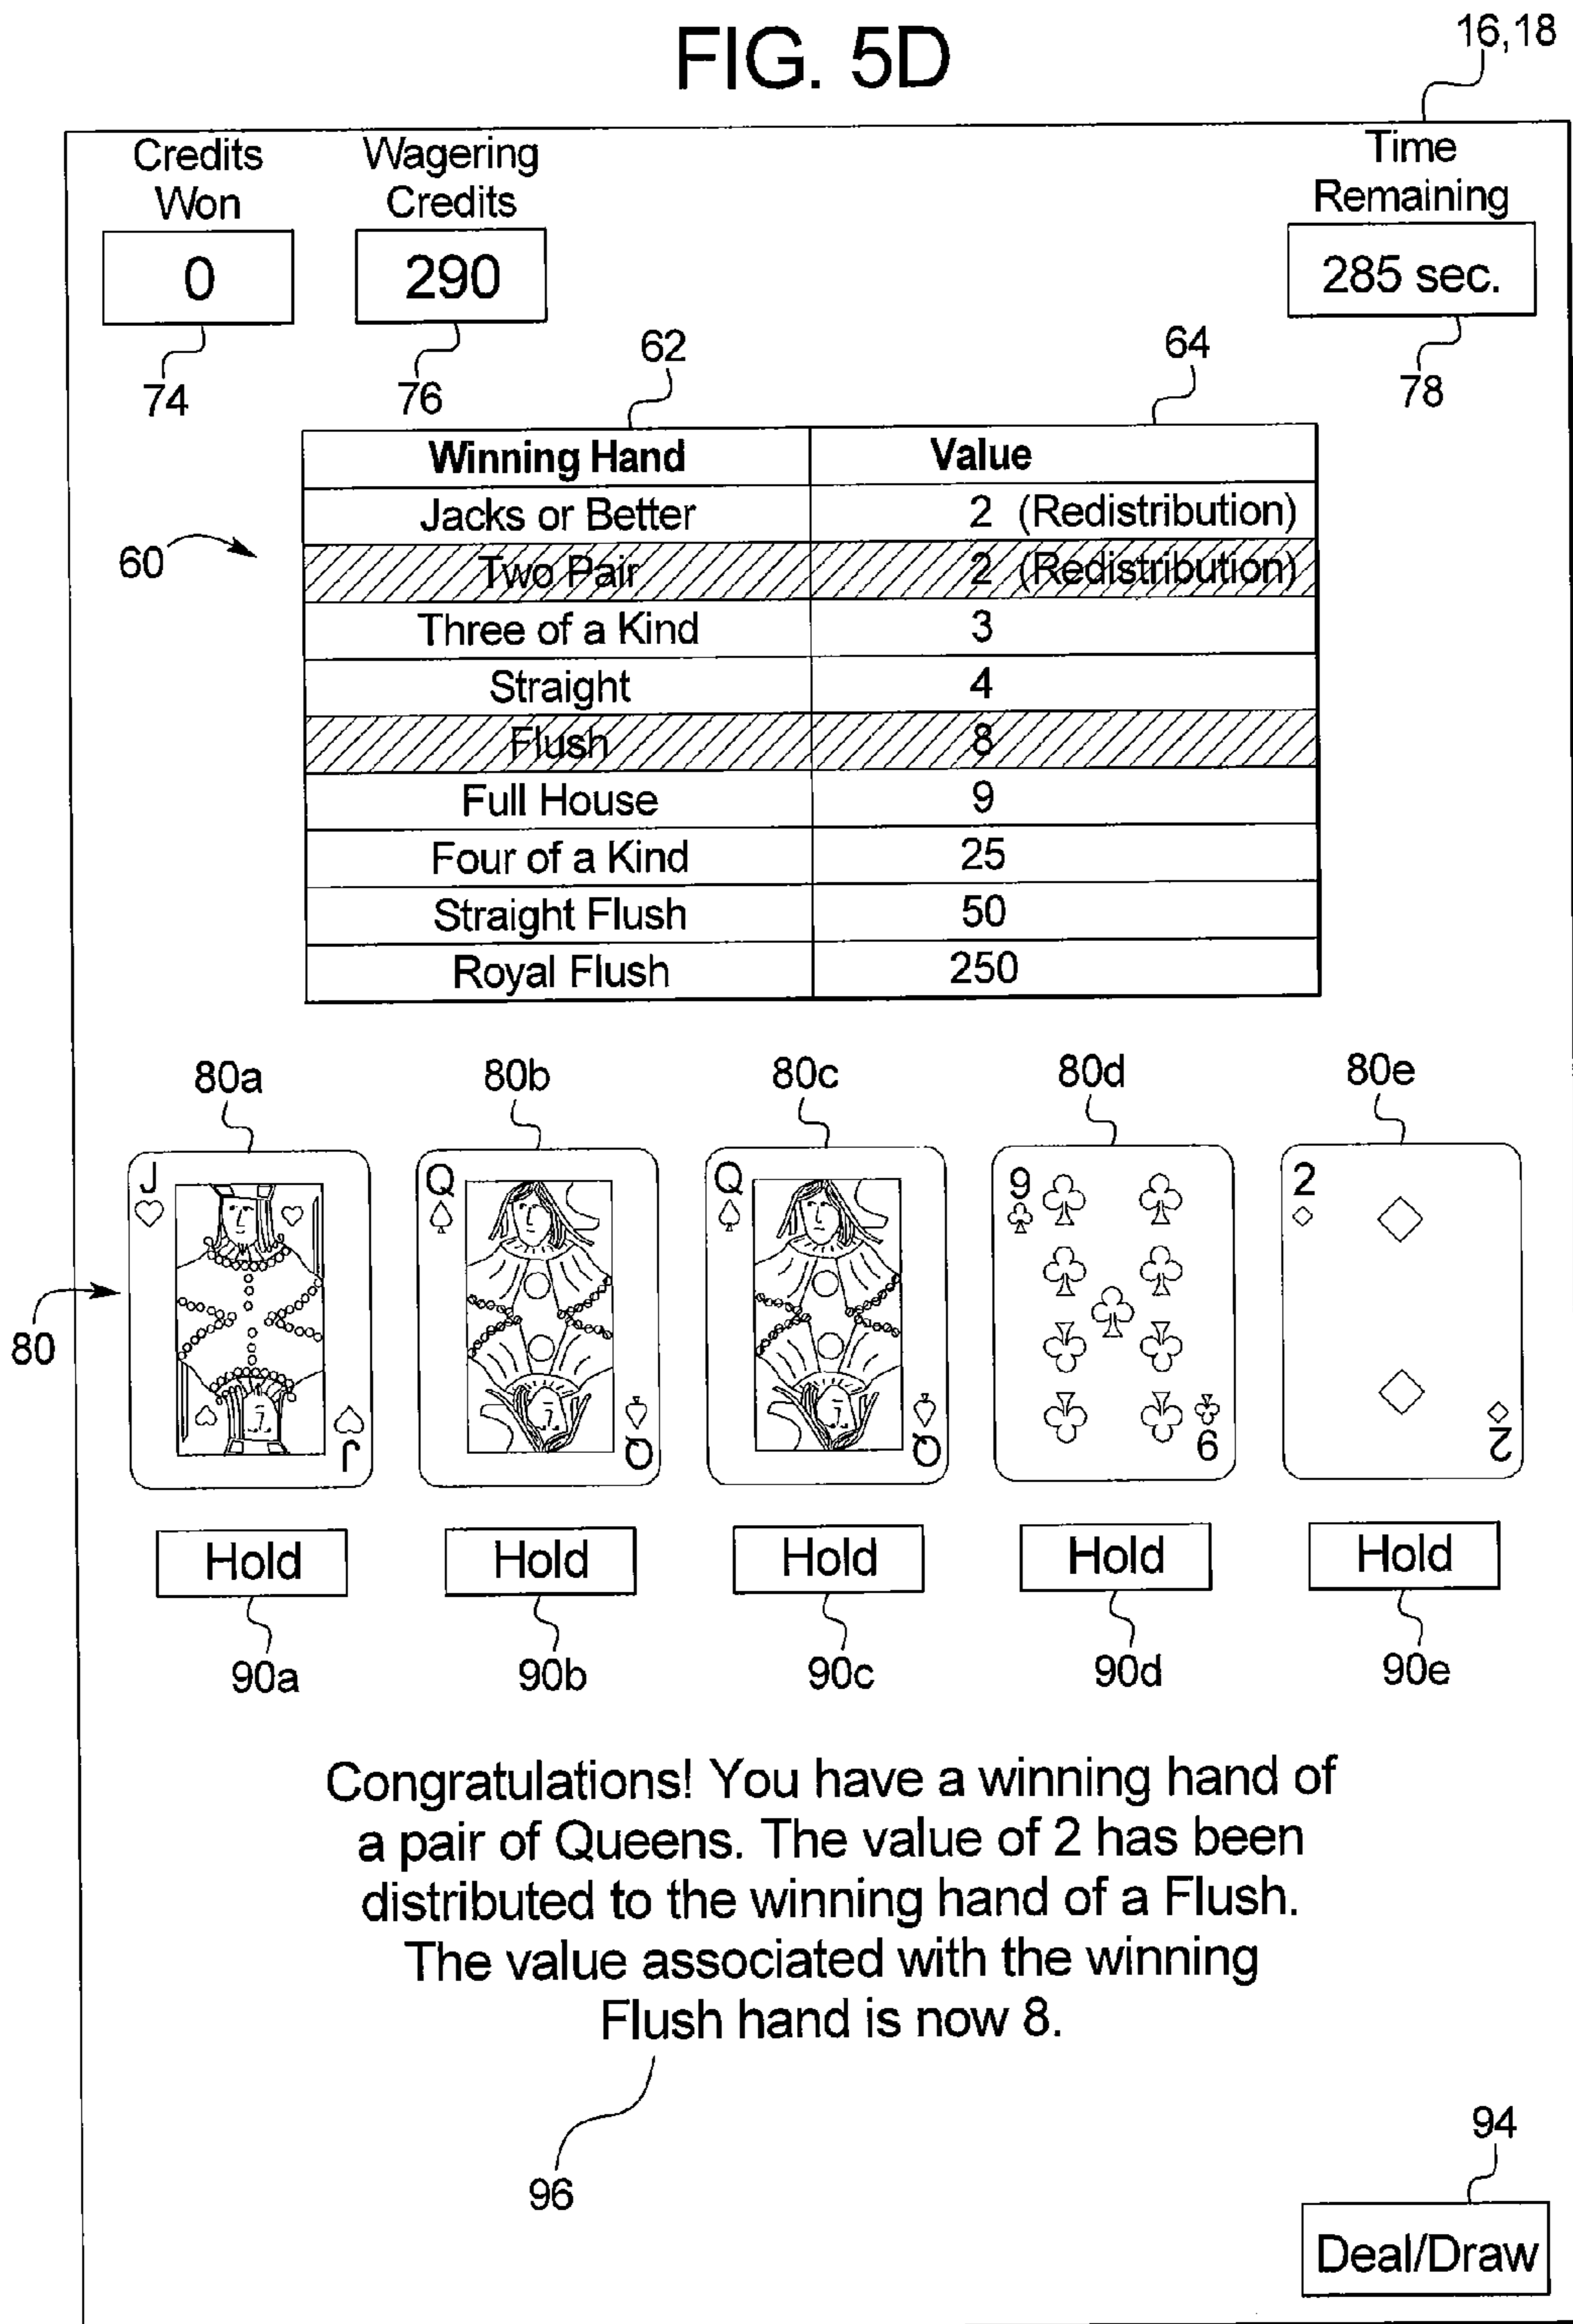 FIG. 5D
16,18
Credits Won
Wagering Credits
Time Remaining
0
290
285 sec.
74
76
62
64
78
Winning Hand Value
Jacks or Better 2 (Redistribution)
60
Two Pair 2 (Redistribution)
Three of a Kind 3
Straight 4
Flush 8
Full House 9
Four of a Kind 25
Straight Flush 50
Royal Flush 250
80a 80b 80c 80d 80e
J Q Q 9 2
80
J Q Q 9 2
Hold Hold Hold Hold Hold
90a 90b 90c 90d 90e
Congratulations! You have a winning hand of
a pair of Queens. The value of 2 has been
distributed to the winning hand of a Flush.
The value associated with the winning
Flush hand is now 8.
96
94
Deal/Draw